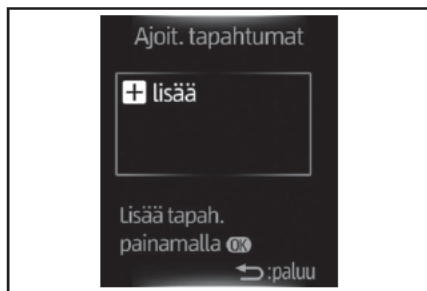 Ajoit. tapahtumat
+ lisää
Lisää tapah.
painamalla OK
:paluu